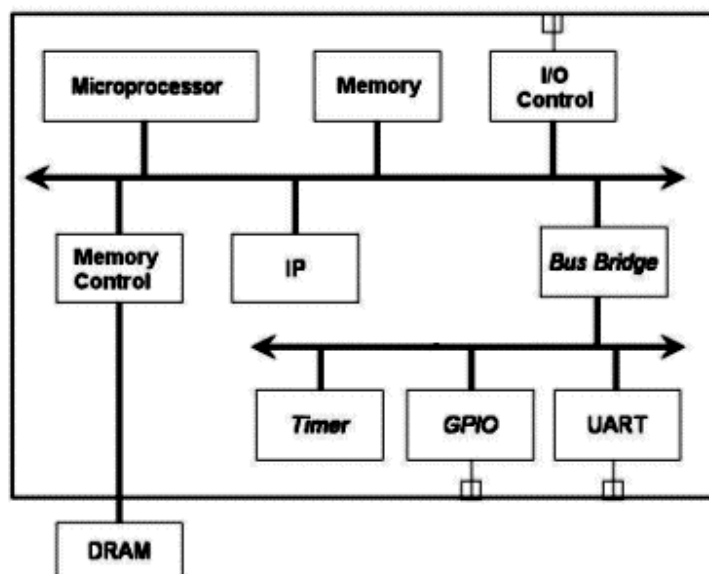 Microprocessor
Memory
I/O
Control
Memory
Control
IP
Bus Bridge
Timer
GPIO
UART
DRAM